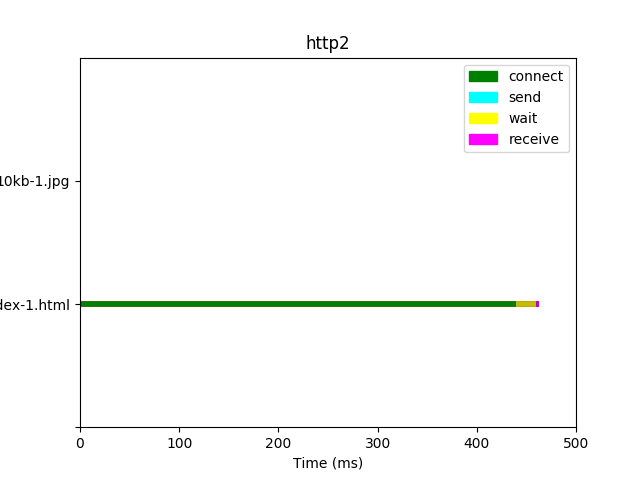 http2
connect
send
wait
receive
10kb-1.jpg
dex-1.html
0 100 200 300 400 500
Time (ms)